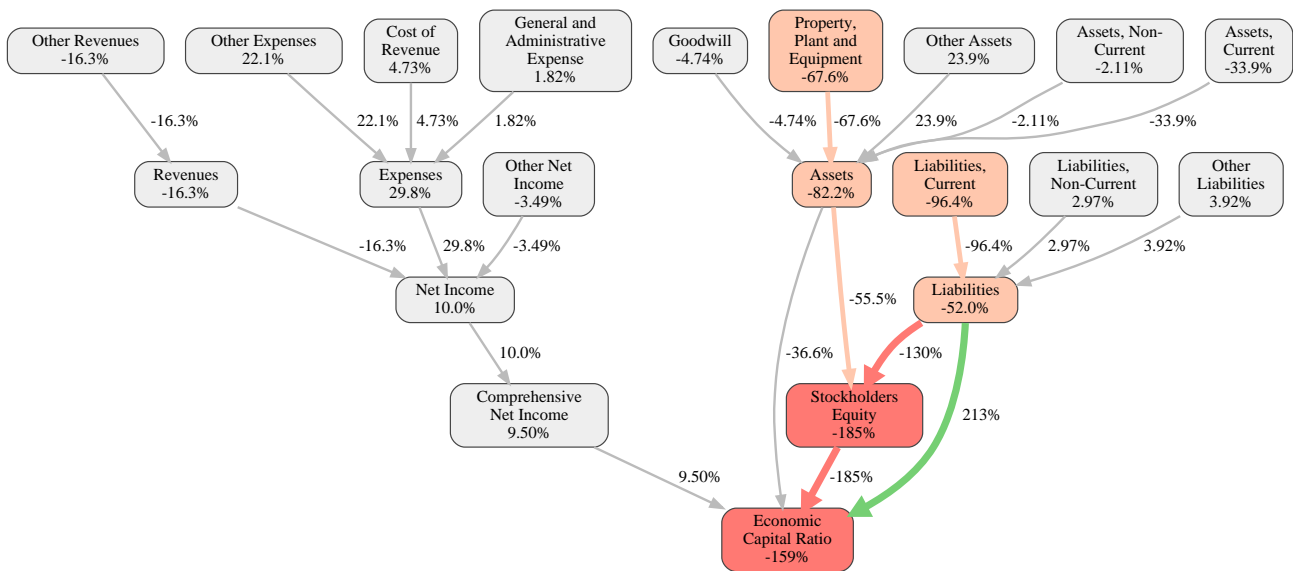 Other Revenues
-16.3%
Other Expenses
22.1%
Cost of
Revenue
4.73%
General and
Administrative
Expense
1.82%
Goodwill
-4.74%
Property,
Plant and
Equipment
-67.6%
Other Assets
23.9%
Assets, Non-
Current
-2.11%
Assets,
Current
-33.9%
-16.3%
22.1%
4.73%
1.82%
-4.74%
-67.6%
23.9%
-2.11%
-33.9%
Revenues
-16.3%
Expenses
29.8%
Other Net
Income
-3.49%
Assets
-82.2%
Liabilities,
Current
-96.4%
Liabilities,
Non-Current
2.97%
Other
Liabilities
3.92%
-16.3%
29.8%
-3.49%
-96.4%
2.97%
3.92%
Net Income
10.0%
-55.5%
Liabilities
-52.0%
10.0%
-36.6%
-130%
Comprehensive
Net Income
9.50%
Stockholders
Equity
-185%
213%
9.50%
-185%
Economic
Capital Ratio
-159%